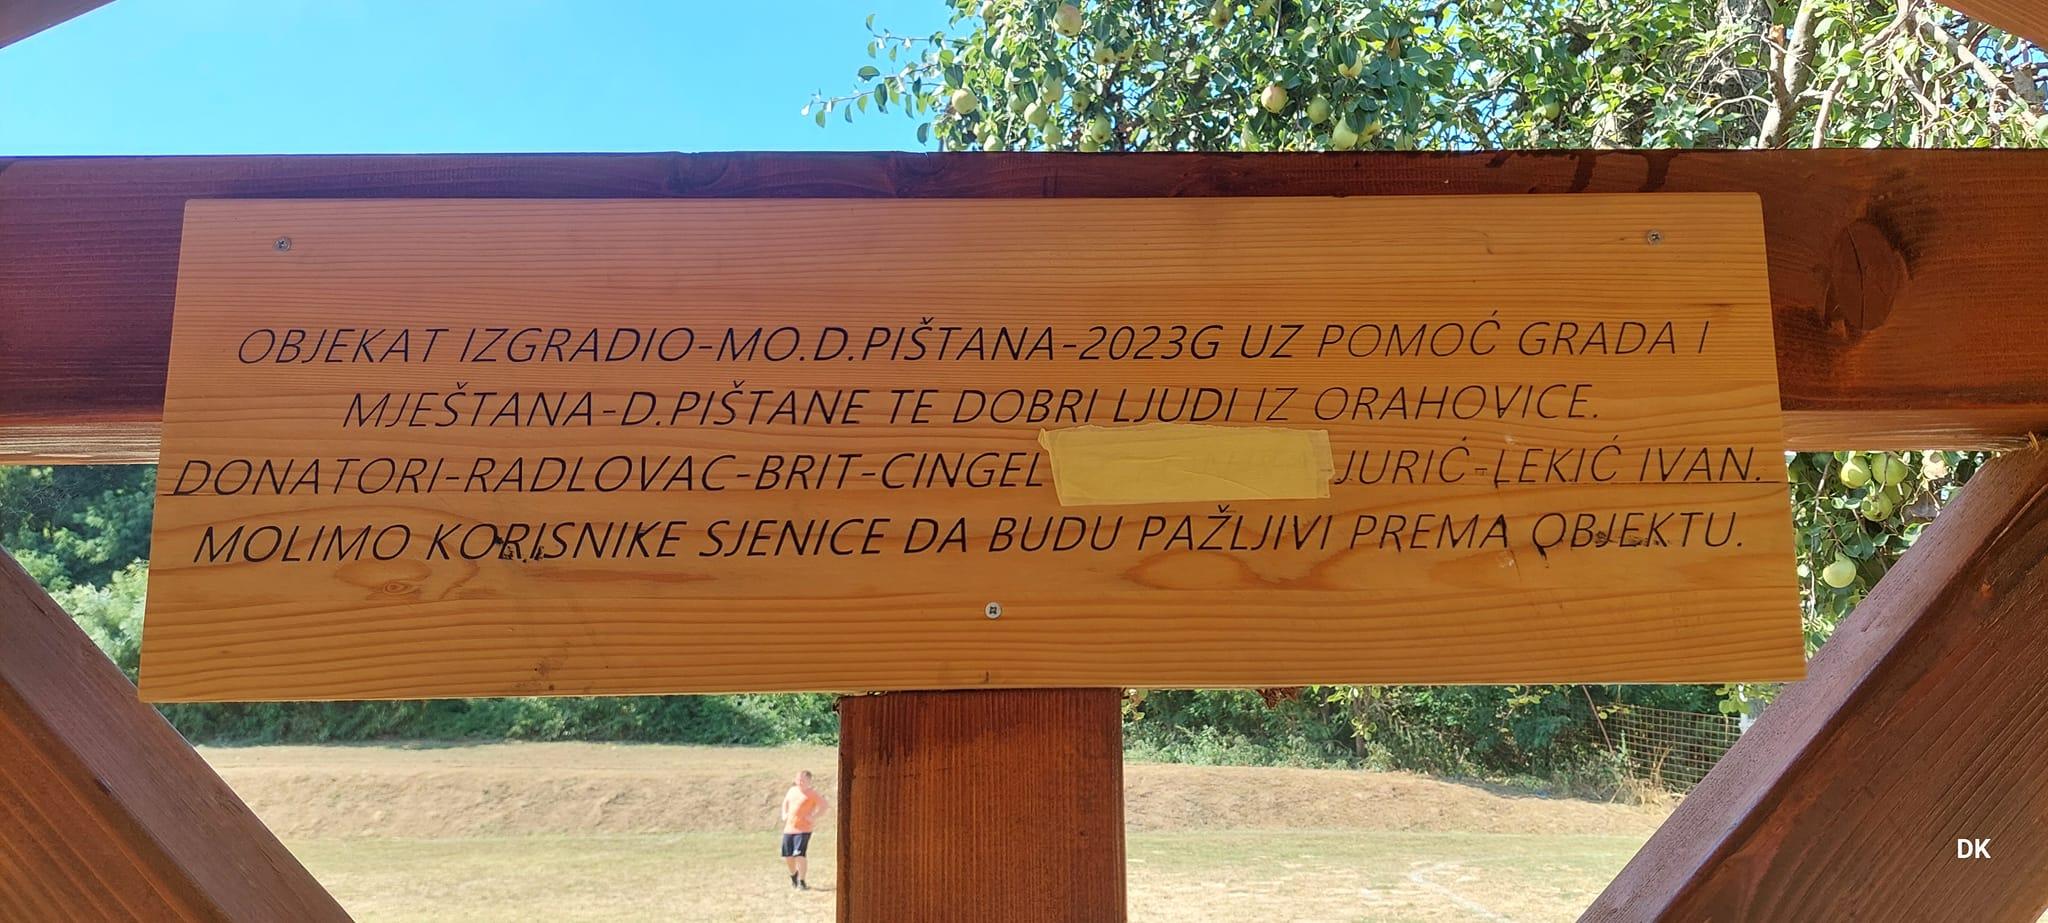 OBJEKAT IZGRADIO-MO.D.PIŠTANA-2023G UZ POMOĆ GRADA I
MJEŠTANA-D.PIŠTANE TE DOBRI LJUDI IZ ORAHOVICE.
DONATORI-RADLOVAC-BRIT-CINGEL JURIĆ-LEKIĆ IVAN.
MOLIMO KORISNIKE SJENICE DA BUDU PAŽLJIVI PREMA OBJEKTU.
DK